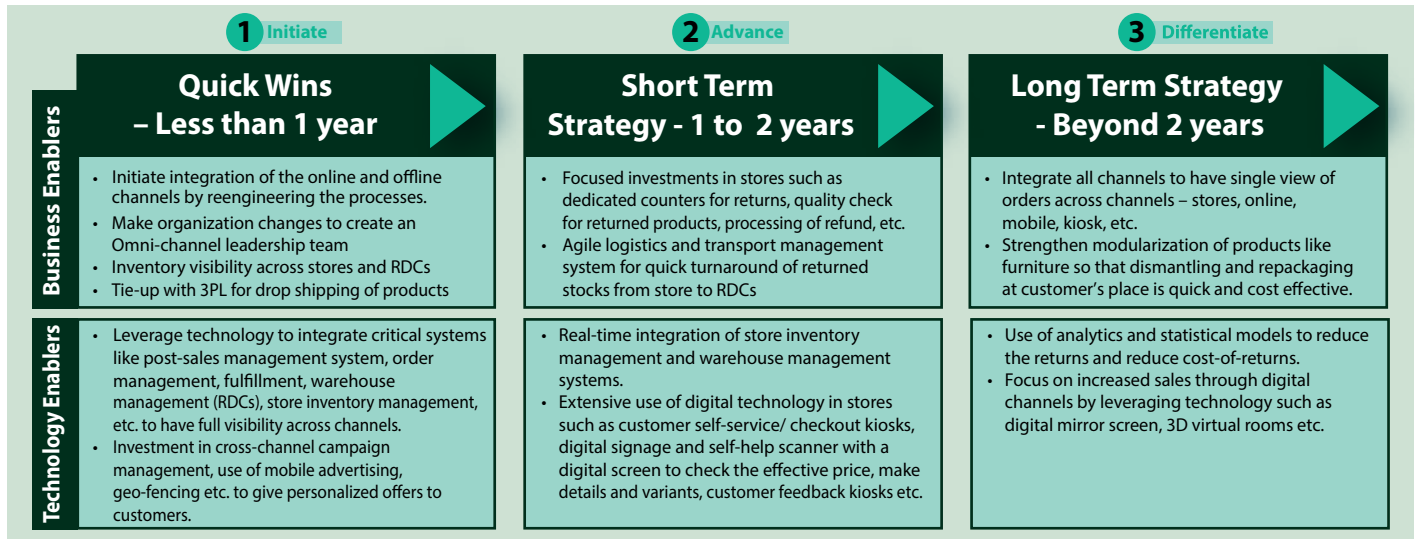 1 Initiate
2 Advance
3 Differentiate
Quick Wins
– Less than 1 year
Short Term
Strategy - 1 to 2 years
Long Term Strategy
- Beyond 2 years
Business Enablers
• Initiate integration of the online and offline
channels by reengineering the processes.
• Make organization changes to create an
Omni-channel leadership team
• Inventory visibility across stores and RDCs
• Tie-up with 3PL for drop shipping of products
• Focused investments in stores such as
dedicated counters for returns, quality check
for returned products, processing of refund, etc.
• Agile logistics and transport management
system for quick turnaround of returned
stocks from store to RDCs
• Integrate all channels to have single view of
orders across channels – stores, online,
mobile, kiosk, etc.
• Strengthen modularization of products like
furniture so that dismantling and repackaging
at customer's place is quick and cost effective.
Technology Enablers
• Leverage technology to integrate critical systems
like post-sales management system, order
management, fulfillment, warehouse
management (RDCs), store inventory management,
etc. to have full visibility across channels.
• Investment in cross-channel campaign
management, use of mobile advertising,
geo-fencing etc. to give personalized offers to
customers.
• Real-time integration of store inventory
management and warehouse management
systems.
• Extensive use of digital technology in stores
such as customer self-service/ checkout kiosks,
digital signage and self-help scanner with a
digital screen to check the effective price, make
details and variants, customer feedback kiosks etc.
• Use of analytics and statistical models to reduce
the returns and reduce cost-of-returns.
• Focus on increased sales through digital
channels by leveraging technology such as
digital mirror screen, 3D virtual rooms etc.